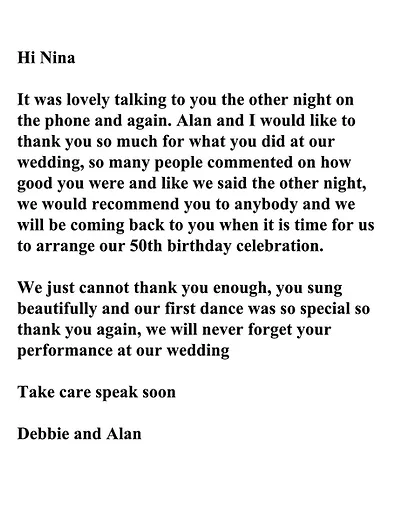 Hi Nina
It was lovely talking to you the other night on
the phone and again. Alan and I would like to
thank you so much for what you did at our
wedding, so many people commented on how
good you were and like we said the other night,
we would recommend you to anybody and we
will be coming back to you when it is time for us
to arrange our 50th birthday celebration.
We just cannot thank you enough, you sung
beautifully and our first dance was so special so
thank you again, we will never forget your
performance at our wedding
Take care speak soon
Debbie and Alan